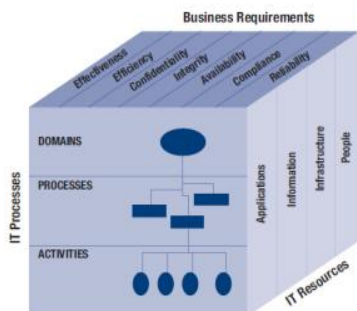 Business Requirements
Effectiveness
Efficiency
Confidentiality
Integrity
Availability
Compliance
Reliability
IT Processes
DOMAINS
PROCESSES
ACTIVITIES
Applications
Information
Infrastructure
People
IT Resources